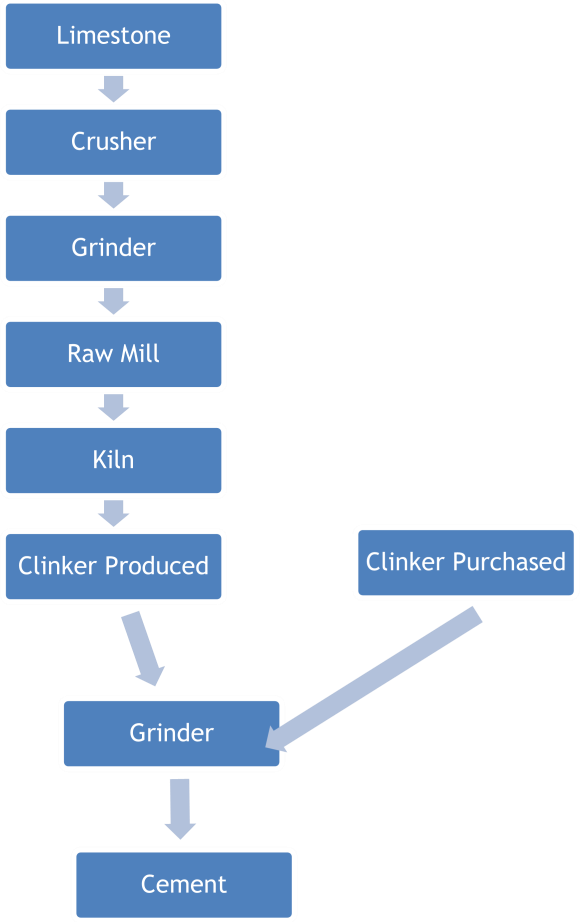 Limestone
Crusher
Grinder
Raw Mill
Kiln
Clinker Produced
Clinker Purchased
Grinder
Cement